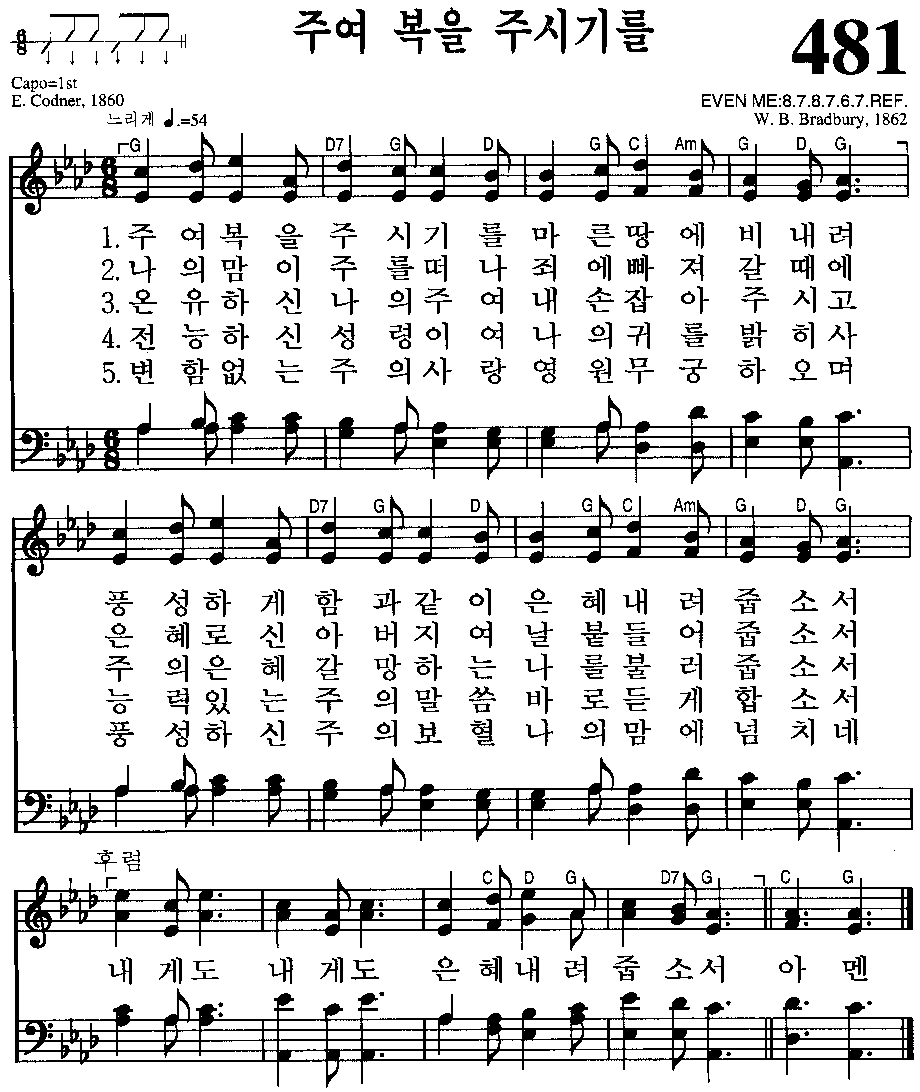 주여 복을 주시기를
481
6 8
Capo=1st
E. Codner, 1860
EVEN ME:8.7.8.7.6.7.REF.
W. B. Bradbury, 1862
느리게 ♩.=54
G D7 G D G C Am G D G
1. 주 여 복 을 주 시 기 를 마 른 땅 에 비 내 려
2. 나 의 맘 이 주 를 떠 나 죄 에 빠 져 갈 때 에
3. 온 유 하 신 나 의 주 여 내 손 잡 아 주 시 고
4. 전 능 하 신 성 령 이 여 나 의 귀 를 밝 히 사
5. 변 함 없 는 주 의 사 랑 영 원 무 궁 하 오 며
D7 G D G C Am G D G
풍 성 하 게 함 과 같 이 은 혜 내 려 줍 소 서
은 혜 로 신 아 버 지 여 날 붙 들 어 줍 소 서
주 의 은 혜 갈 망 하 는 나 를 불 러 줍 소 서
능 력 있 는 주 의 말 씀 바 로 듣 게 합 소 서
풍 성 하 신 주 의 보 혈 나 의 맘 에 넘 치 네
후렴
C D G D7 G C G
내 게 도 내 게 도 은 혜 내 려 줍 소 서 아 멘